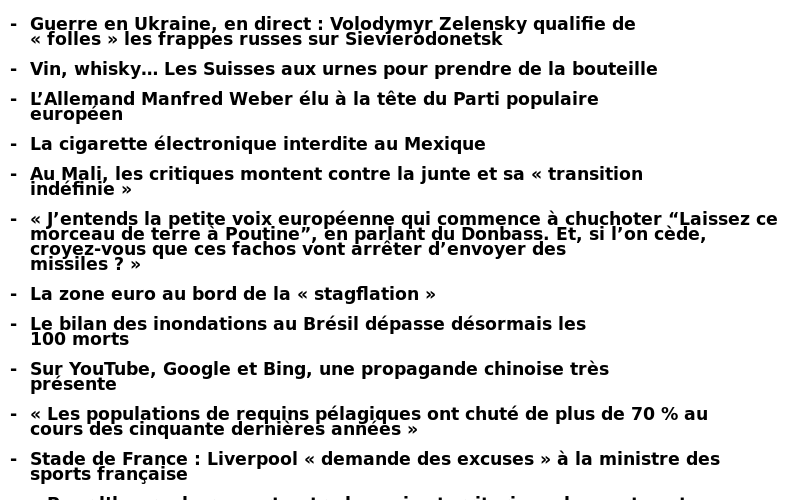 - Guerre en Ukraine, en direct : Volodymyr Zelensky qualifie de
« folles » les frappes russes sur Sievierodonetsk
- Vin, whisky… Les Suisses aux urnes pour prendre de la bouteille
- L’Allemand Manfred Weber élu à la tête du Parti populaire
européen
- La cigarette électronique interdite au Mexique
- Au Mali, les critiques montent contre la junte et sa « transition
indéfinie »
- « J’entends la petite voix européenne qui commence à chuchoter “Laissez ce
morceau de terre à Poutine”, en parlant du Donbass. Et, si l’on cède,
croyez-vous que ces fachos vont arrêter d’envoyer des
missiles ? »
- La zone euro au bord de la « stagflation »
- Le bilan des inondations au Brésil dépasse désormais les
100 morts
- Sur YouTube, Google et Bing, une propagande chinoise très
présente
- « Les populations de requins pélagiques ont chuté de plus de 70 % au
cours des cinquante dernières années »
- Stade de France : Liverpool « demande des excuses » à la ministre des
sports française